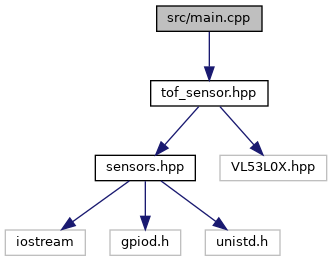 src/main.cpp
tof_sensor.hpp
sensors.hpp
VL53L0X.hpp
iostream
gpiod.h
unistd.h